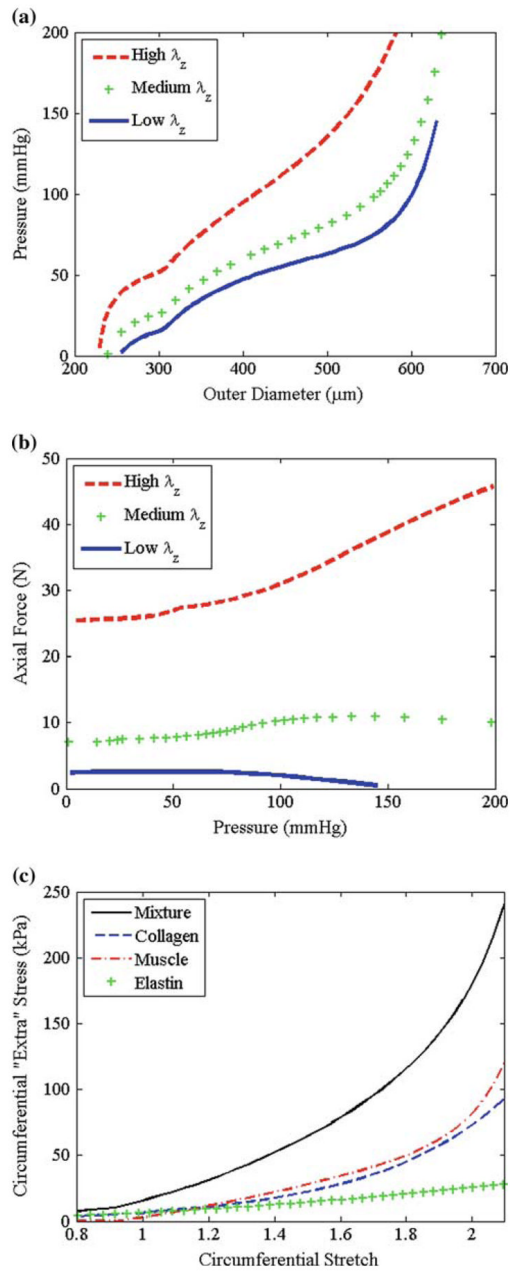 (a)
200
150
100
50
0
Pressure (mmHg)
High λz
Medium λz
Low λz
200 300 400 500 600 700
Outer Diameter (μm)
(b)
50
40
30
20
10
0
Axial Force (N)
High λz
Medium λz
Low λz
0 50 100 150 200
Pressure (mmHg)
(c)
250
200
150
100
50
0
Circumferential "Extra" Stress (kPa)
Mixture
Collagen
Muscle
Elastin
0.8 1 1.2 1.4 1.6 1.8 2
Circumferential Stretch